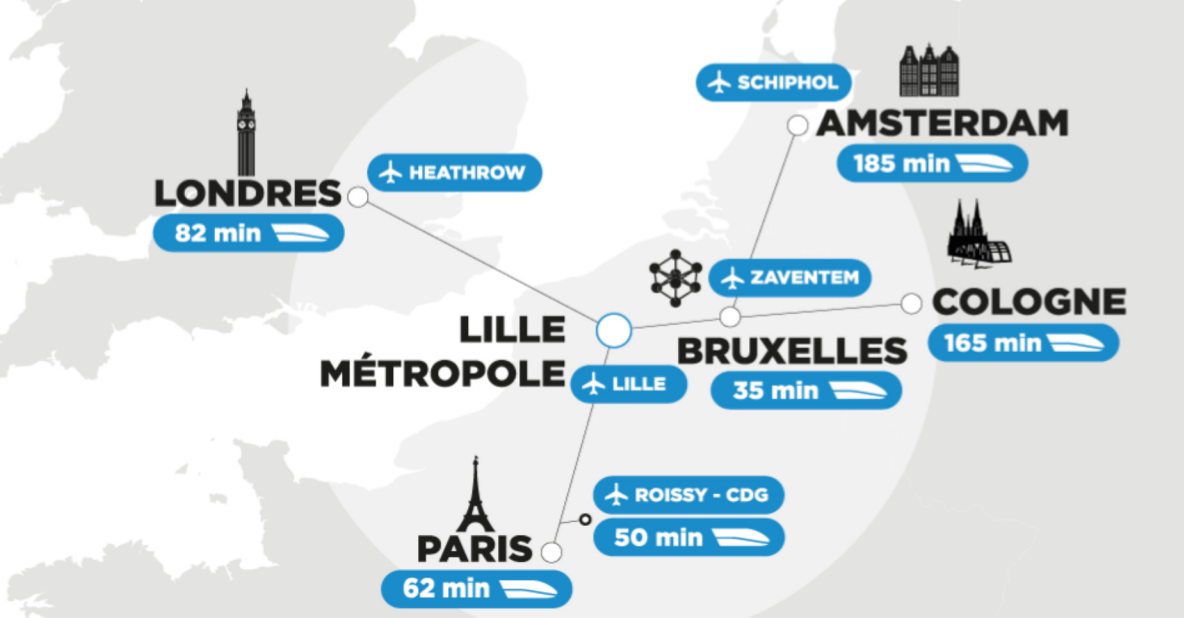 SCHIPHOL
AMSTERDAM
185 min
HEATHROW
LONDRES
82 min
ZAVENTEM
COLOGNE
165 min
LILLE
MÉTROPOLE
LILLE
BRUXELLES
35 min
ROISSY - CDG
50 min
PARIS
62 min